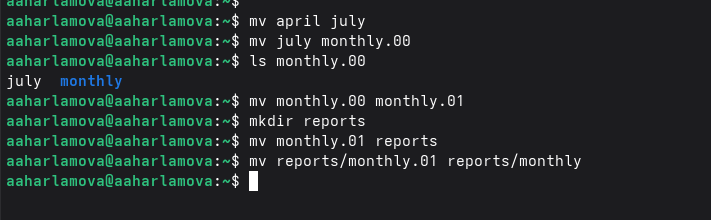 aaharlamova@aaharlamova:~$
aaharlamova@aaharlamova:~$ mv april july
aaharlamova@aaharlamova:~$ mv july monthly.00
aaharlamova@aaharlamova:~$ ls monthly.00
july  monthly
aaharlamova@aaharlamova:~$ mv monthly.00 monthly.01
aaharlamova@aaharlamova:~$ mkdir reports
aaharlamova@aaharlamova:~$ mv monthly.01 reports
aaharlamova@aaharlamova:~$ mv reports/monthly.01 reports/monthly
aaharlamova@aaharlamova:~$